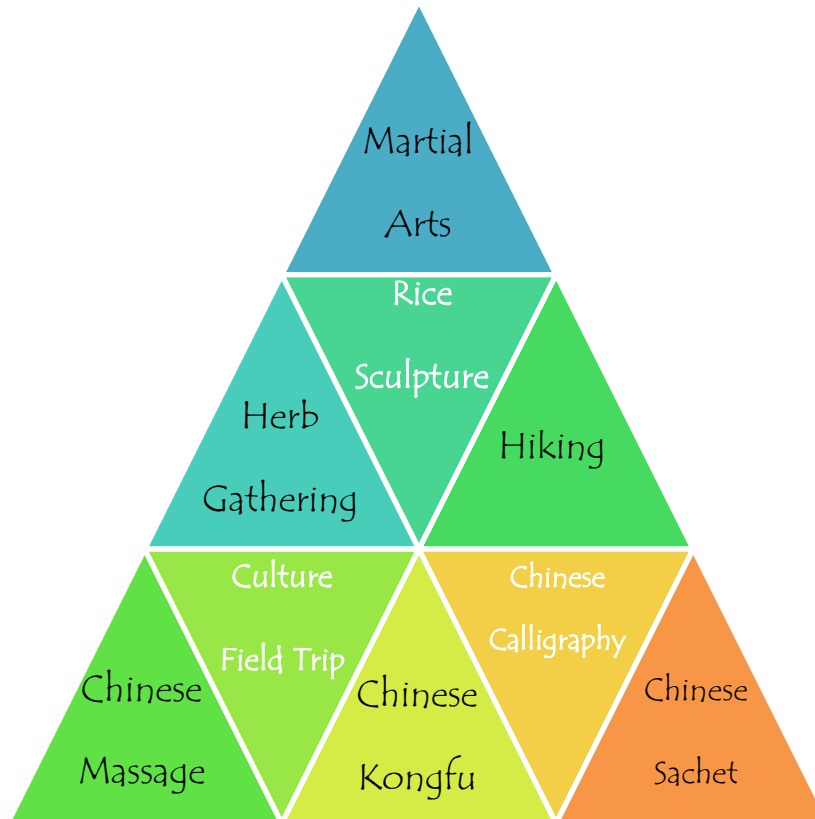 Martial
Arts
Rice
Sculpture
Herb
Gathering
Hiking
Culture
Field Trip
Chinese
Calligraphy
Chinese
Massage
Chinese
Kongfu
Chinese
Sachet